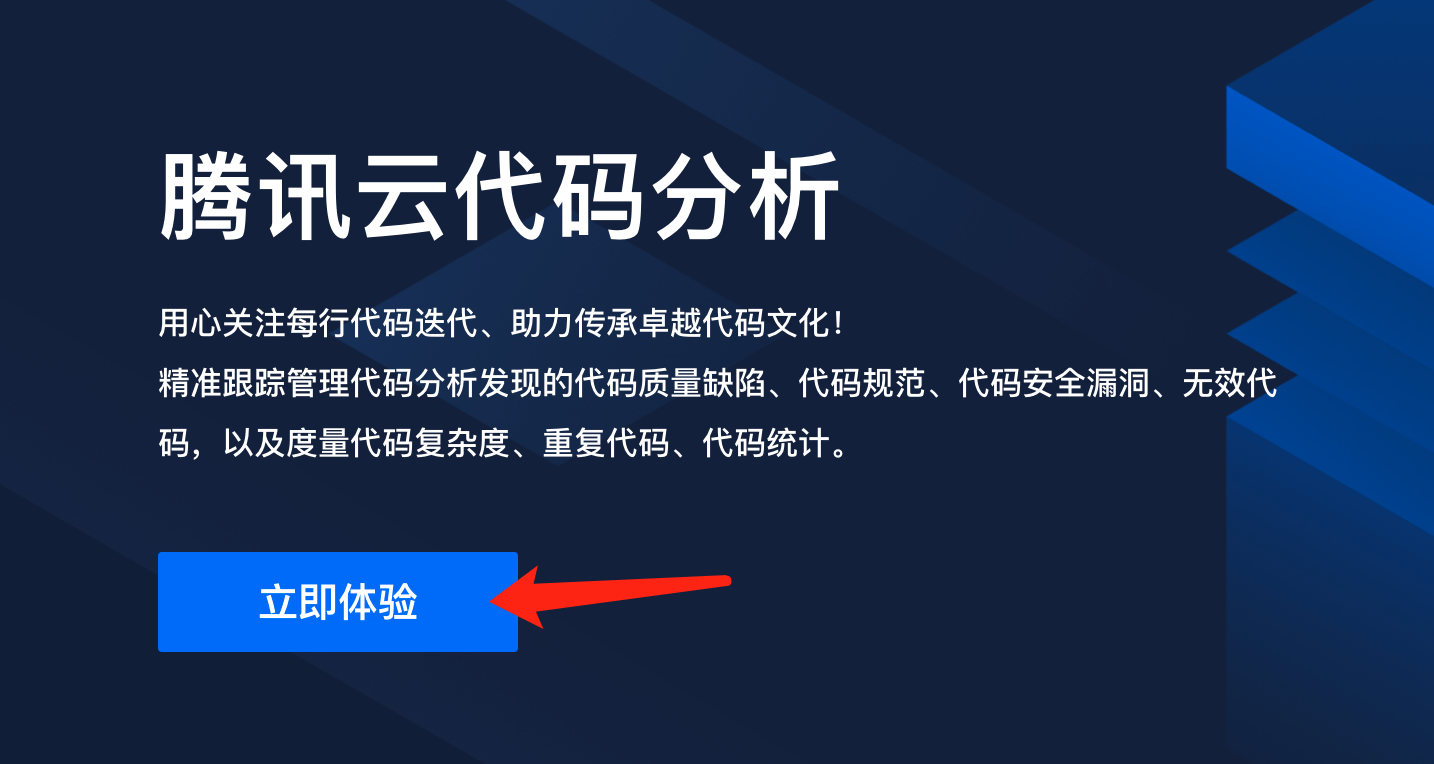 腾讯云代码分析
用心关注每行代码迭代、助力传承卓越代码文化！
精准跟踪管理代码分析发现的代码质量缺陷、代码规范、代码安全漏洞、无效代
码，以及度量代码复杂度、重复代码、代码统计。
立即体验